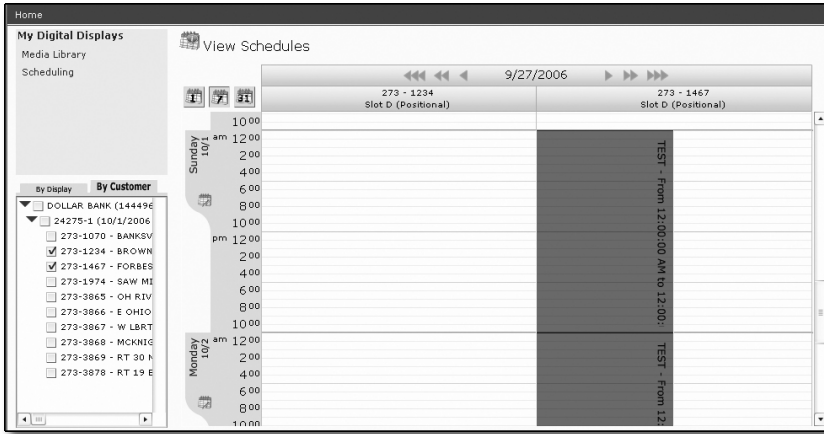 Home
My Digital Displays
Media Library
Scheduling
By Display By Customer
DOLLAR BANK (144496
24275-1 (10/1/2006
273-1070 - BANKSV
273-1234 - BROWN
273-1467 - FORBES
273-1974 - SAW MI
273-3865 - OH RIV
273-3866 - E OHIO
273-3867 - W LBRT
273-3868 - MCKNIG
273-3869 - RT 30 N
273-3878 - RT 19 E
View Schedules
9/27/2006
1 7 31
273 - 1234
Slot D (Positional)
273 - 1467
Slot D (Positional)
10 00
Sunday
10/1
am 12 00
2 00
4 00
6 00
8 00
10 00
pm 12 00
2 00
4 00
6 00
8 00
10 00
Monday
10/2
am 12 00
2 00
4 00
6 00
8 00
10 00
TEST - From 12:00:00 AM to 12:00:
TEST - From 12: